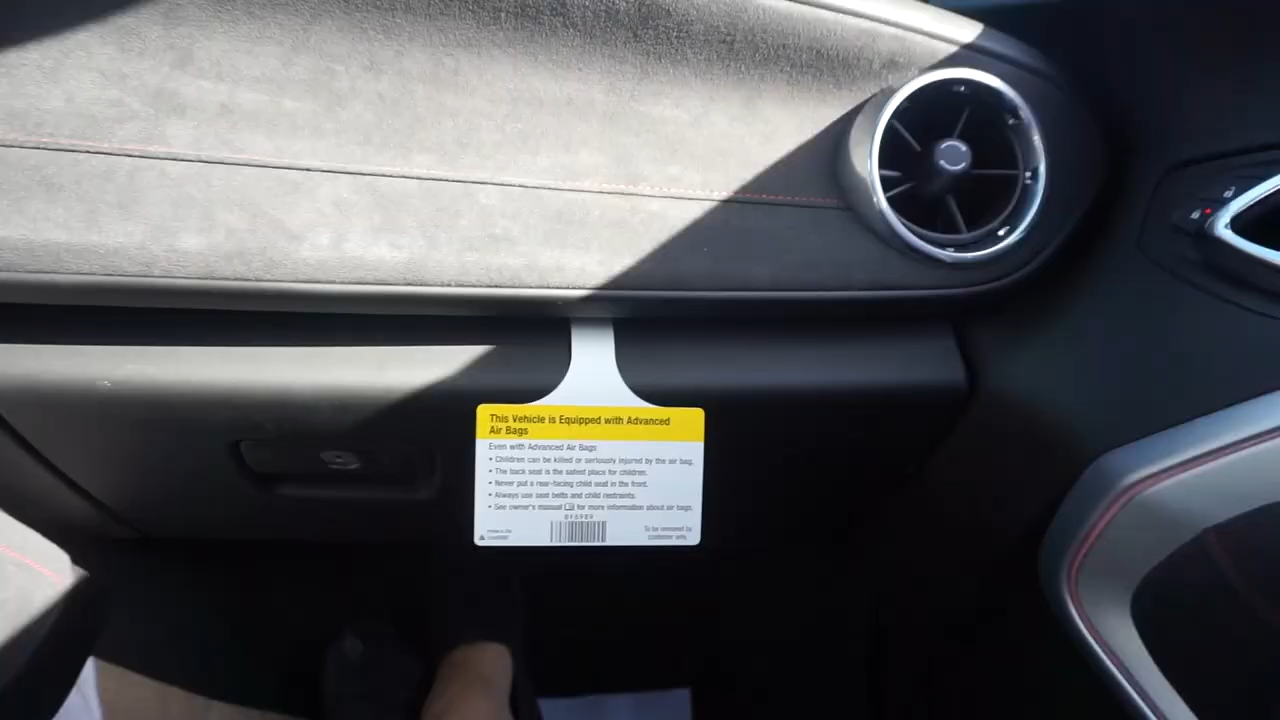 This Vehicle is Equipped with Advanced
Air Bags
Even with Advanced Air Bags
• Children can be killed or seriously injured by the air bag.
• The back seat is the safest place for children.
• Never put a rear-facing child seat in the front.
• Always use seat belts and child restraints.
• See owner's manual for more information about air bags.
To be removed by
customer only.